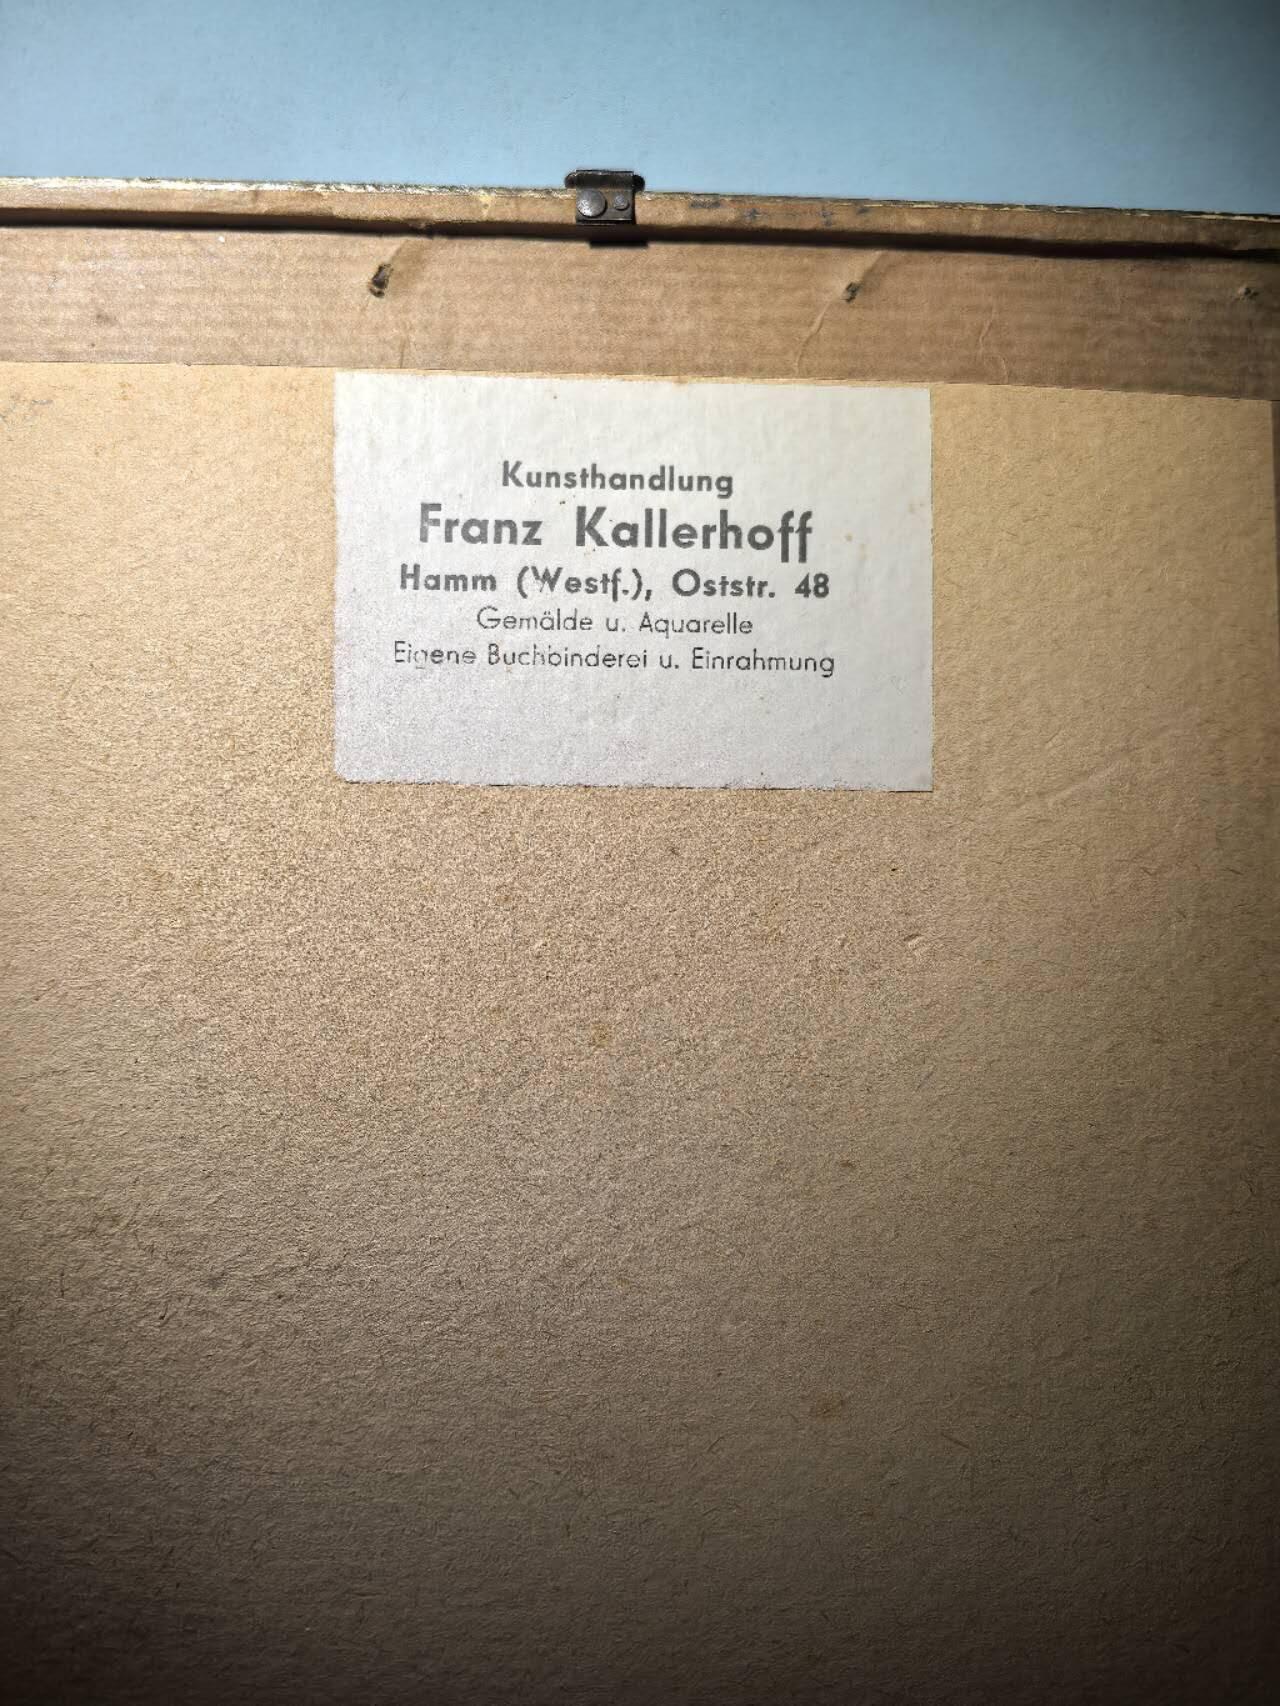 Kunsthandlung
Franz Kallerhoff
Hamm (Westf.), Oststr. 48
Gemälde u. Aquarelle
Eigene Buchbinderei u. Einrahmung